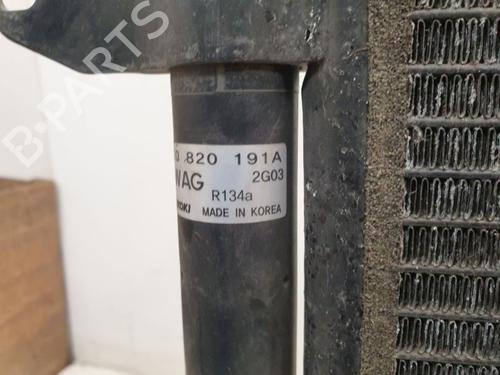 0 820 191A
WAG 2G03
R134a
MADE IN KOREA
B-PARTS